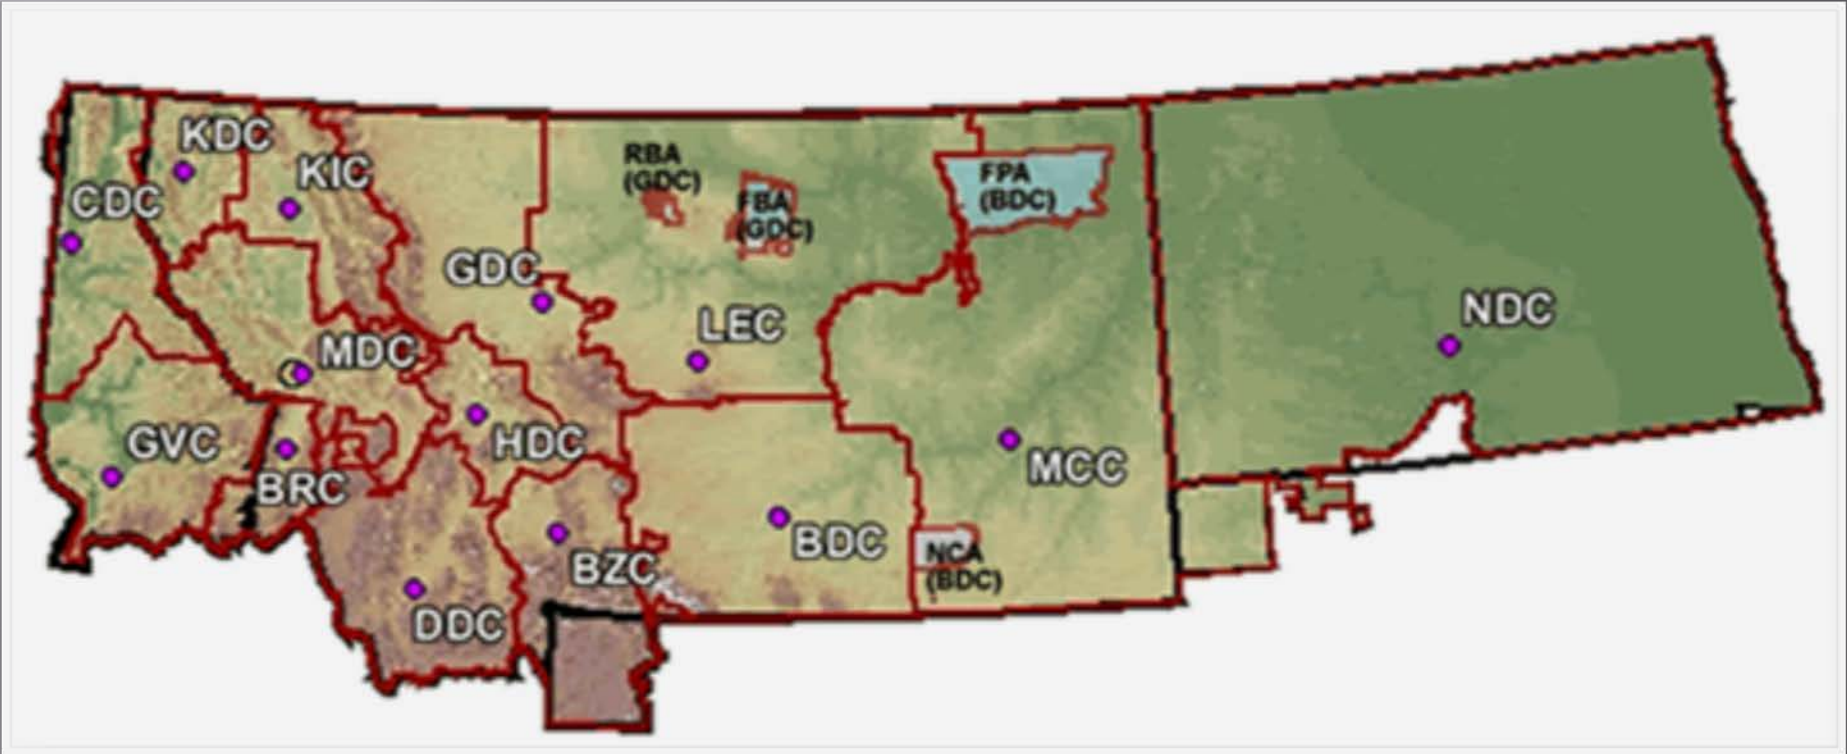 KDC
KIC
RBA
(GDC)
FPA
(BDC)
CDC
FBA
(GDC)
GDC
LEC
NDC
MDC
GVC
HDC
MCC
BRC
BDC
NCA
(BDC)
BZC
DDC